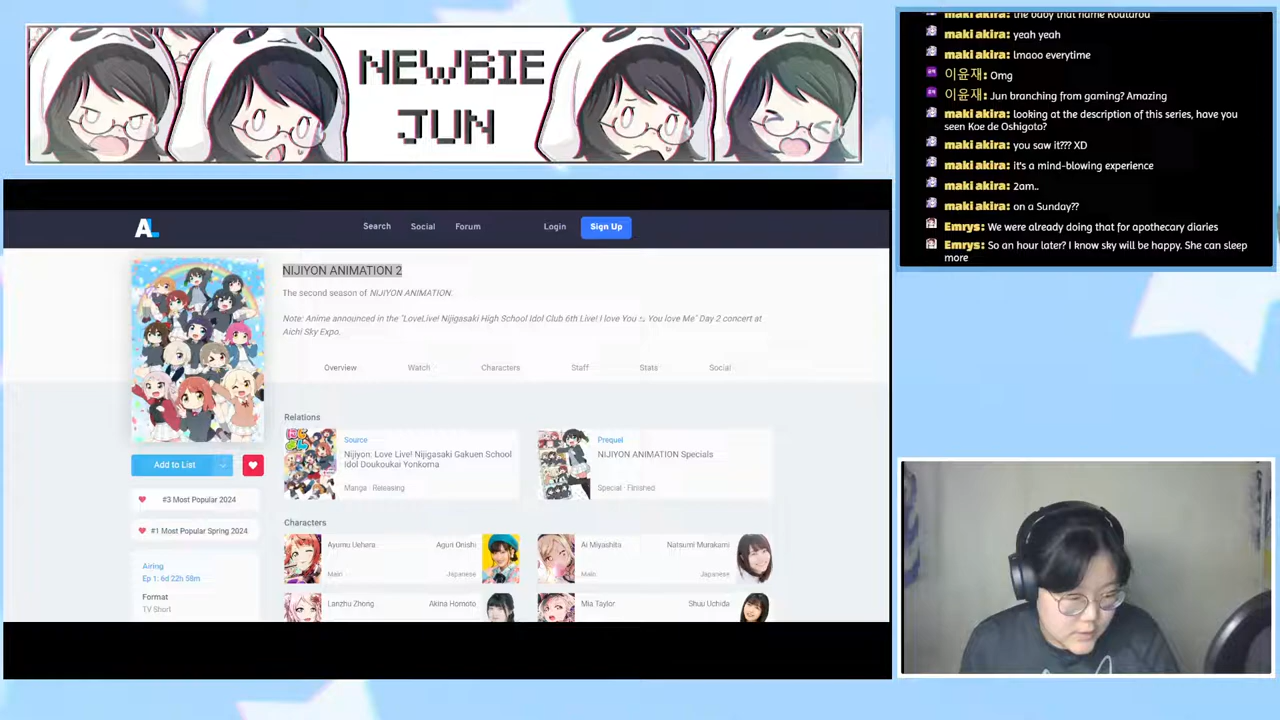 NEWBIE
JUN
maki akira: the baby that name Koutarou
maki akira: yeah yeah
maki akira: lmaooo everytime
이윤재: Omg
이윤재: Jun branching from gaming? Amazing
maki akira: looking at the description of this series, have you
seen Koe de Oshigoto?
maki akira: you saw it??? XD
maki akira: it's a mind-blowing experience
maki akira: 2am..
maki akira: on a Sunday??
Emrys: We were already doing that for apothecary diaries
Emrys: So an hour later? I know sky will be happy. She can sleep
more
AL
Search Social Forum Login Sign Up
NIJIYON ANIMATION 2
The second season of NIJIYON ANIMATION.
Note: Anime announced in the "LoveLive! Nijigasaki High School Idol Club 6th Live! I love You ⇆ You love Me" Day 2 concert at
Aichi Sky Expo.
Overview Watch Characters Staff Stats Social
Relations
Source
Nijiyon: Love Live! Nijigasaki Gakuen School
Idol Doukoukai Yonkoma
Manga · Releasing
Prequel
NIJIYON ANIMATION Specials
Special · Finished
Add to List
#3 Most Popular 2024
#1 Most Popular Spring 2024
Airing
Ep 1: 6d 22h 58m
Format
TV Short
Characters
Ayumu Uehara Aguri Onishi
Main Japanese
Ai Miyashita Natsumi Murakami
Main Japanese
Lanzhu Zhong Akina Homoto
Mia Taylor Shuu Uchida